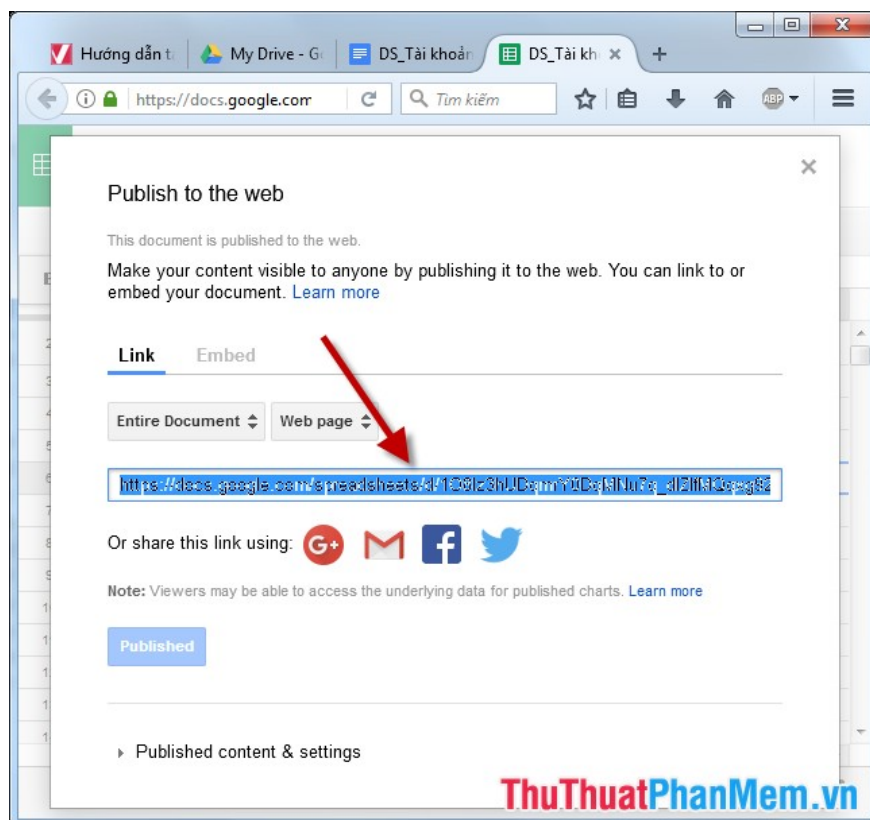 Hướng dẫn tạ
My Drive - Go
DS_Tài khoản
DS_Tài kh
https://docs.google.com
Tìm kiếm
ABP
Publish to the web
This document is published to the web.
Make your content visible to anyone by publishing it to the web. You can link to or
embed your document. Learn more
Link Embed
Entire Document Web page
Or share this link using:
Note: Viewers may be able to access the underlying data for published charts. Learn more
Published
Published content & settings
ThuThuatPhanMem.vn